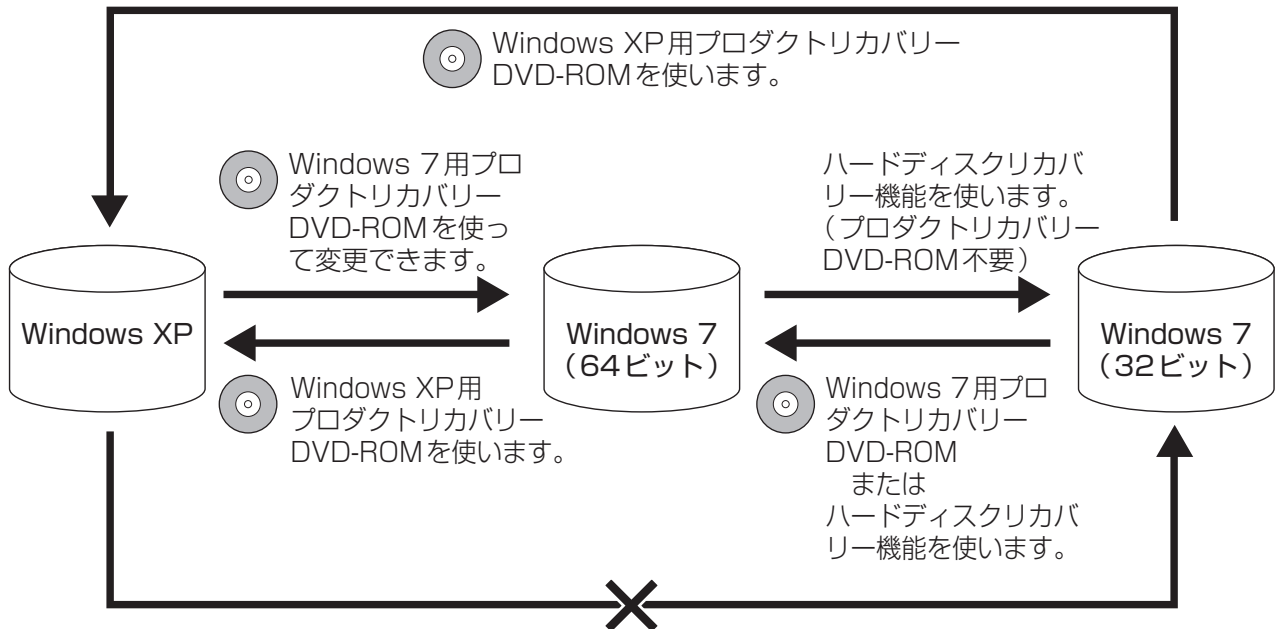 Windows XP用プロダクトリカバリー
DVD-ROMを使います。
Windows 7用プロ
ダクトリカバリー
DVD-ROMを使っ
て変更できます。
ハードディスクリカバ
リー機能を使います。
（プロダクトリカバリー
DVD-ROM不要）
Windows XP
Windows 7
（64ビット）
Windows 7
（32ビット）
Windows XP用
プロダクトリカバリー
DVD-ROMを使います。
Windows 7用プロ
ダクトリカバリー
DVD-ROM
または
ハードディスクリカバ
リー機能を使います。